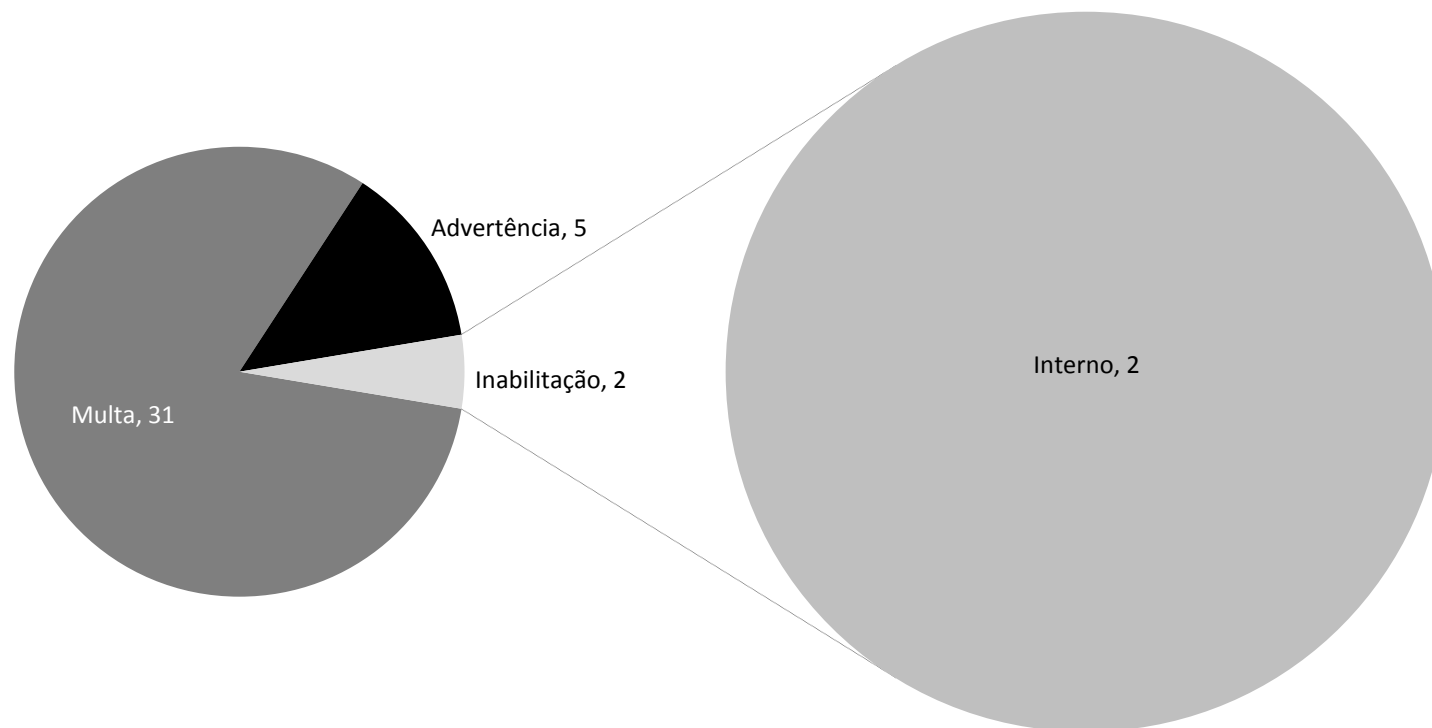 Advertência, 5
Inabilitação, 2
Multa, 31
Interno, 2